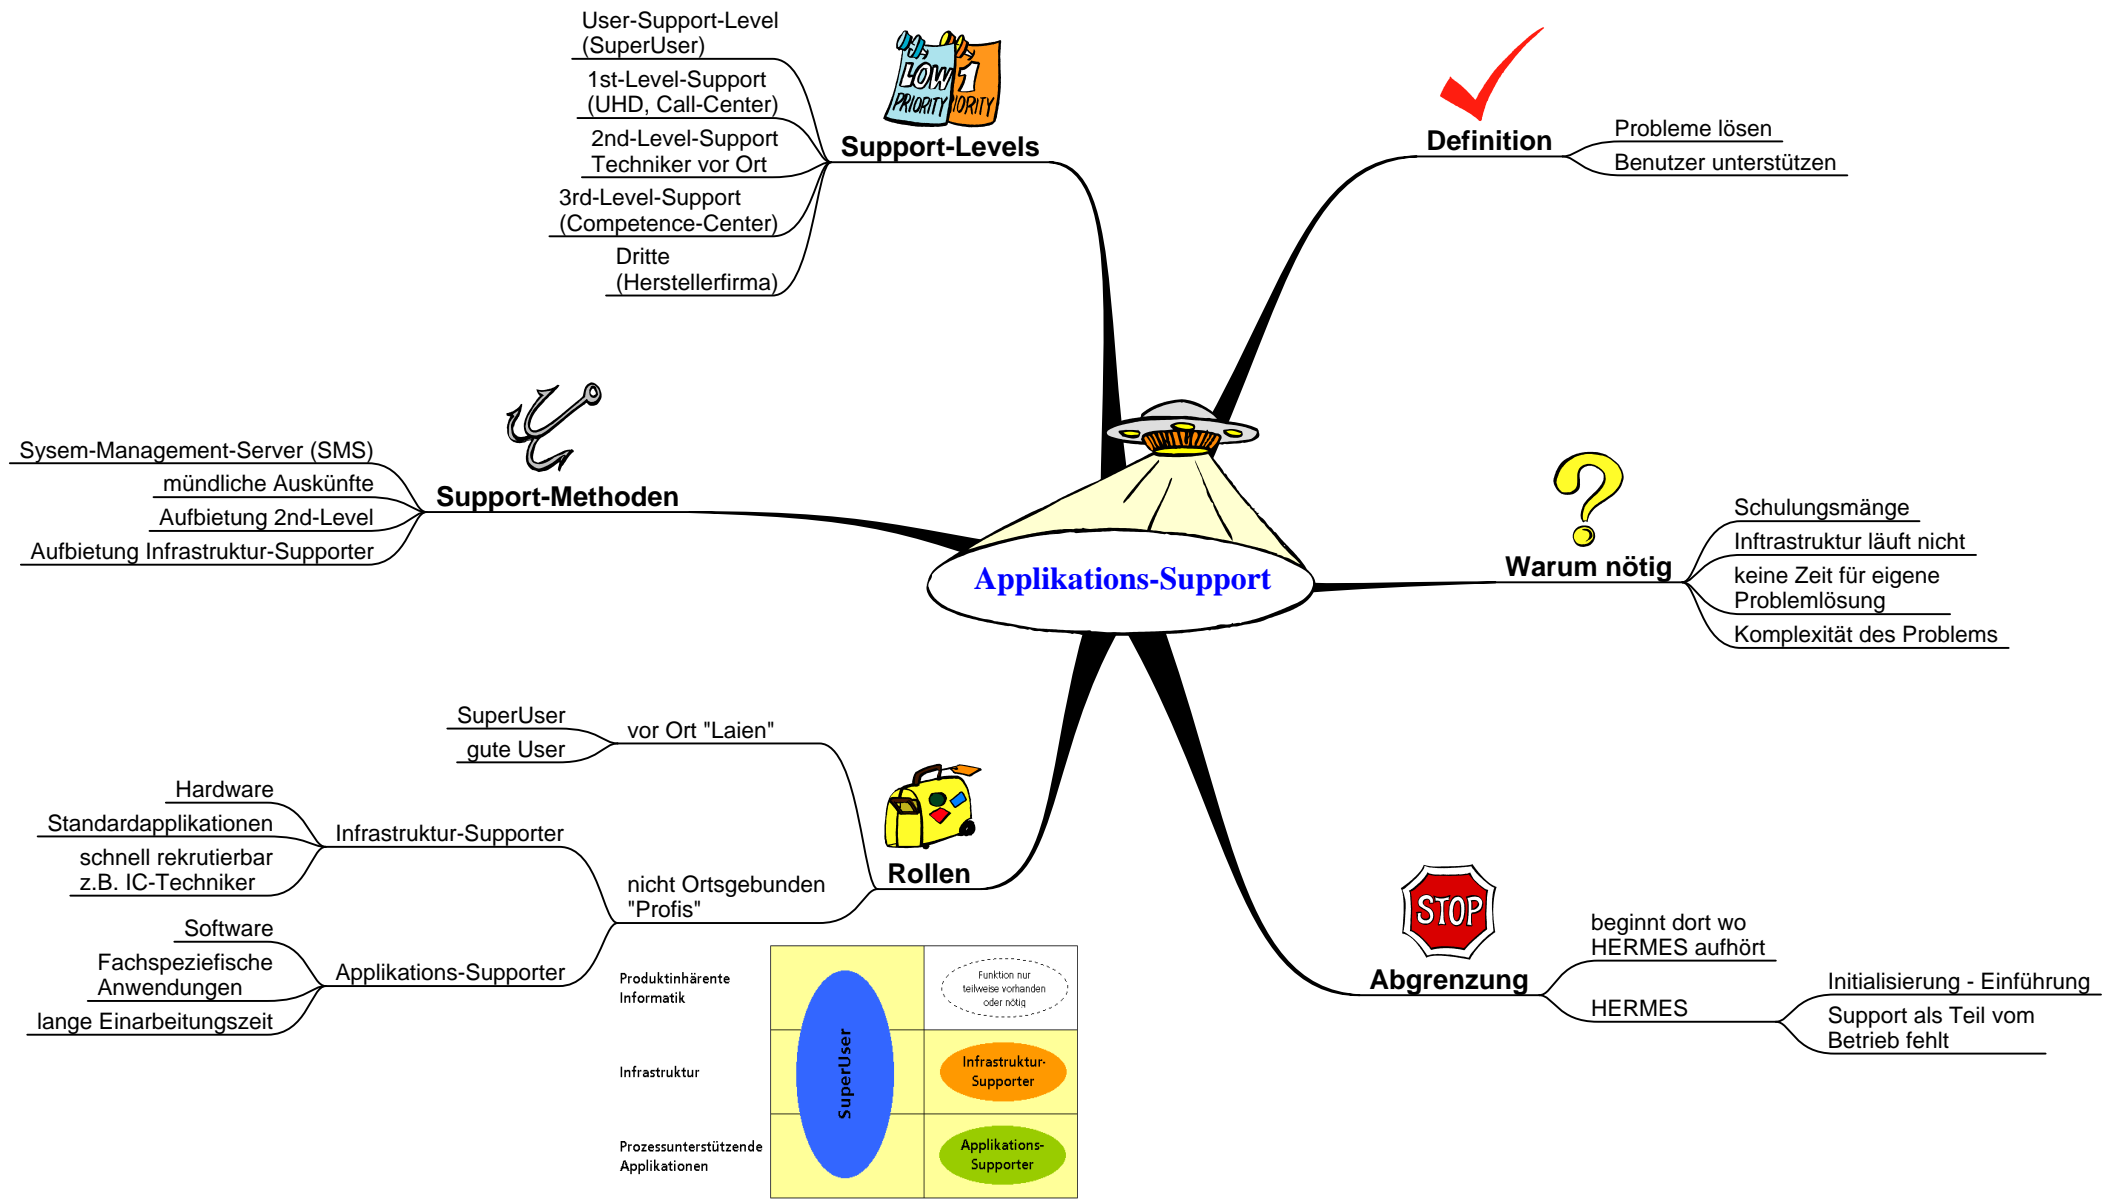 Applikations-Support
Definition
Probleme lösen
Benutzer unterstützen
Warum nötig
Schulungsmänge
Inftrastruktur läuft nicht
keine Zeit für eigene
Problemlösung
Komplexität des Problems
STOP
Abgrenzung
beginnt dort wo
HERMES aufhört
HERMES
Initialisierung - Einführung
Support als Teil vom
Betrieb fehlt
Rollen
vor Ort "Laien"
SuperUser
gute User
nicht Ortsgebunden
"Profis"
Infrastruktur-Supporter
Hardware
Standardapplikationen
schnell rekrutierbar
z.B. IC-Techniker
Applikations-Supporter
Software
Fachspeziefische
Anwendungen
lange Einarbeitungszeit
Produktinhärente
Informatik
Infrastruktur
Prozessunterstützende
Applikationen
SuperUser
Funktion nur
teilweise vorhanden
oder nötig
Infrastruktur-
Supporter
Applikations-
Supporter
Support-Methoden
Sysem-Management-Server (SMS)
mündliche Auskünfte
Aufbietung 2nd-Level
Aufbietung Infrastruktur-Supporter
LOW
PRIORITY
1
IORITY
Support-Levels
User-Support-Level
(SuperUser)
1st-Level-Support
(UHD, Call-Center)
2nd-Level-Support
Techniker vor Ort
3rd-Level-Support
(Competence-Center)
Dritte
(Herstellerfirma)